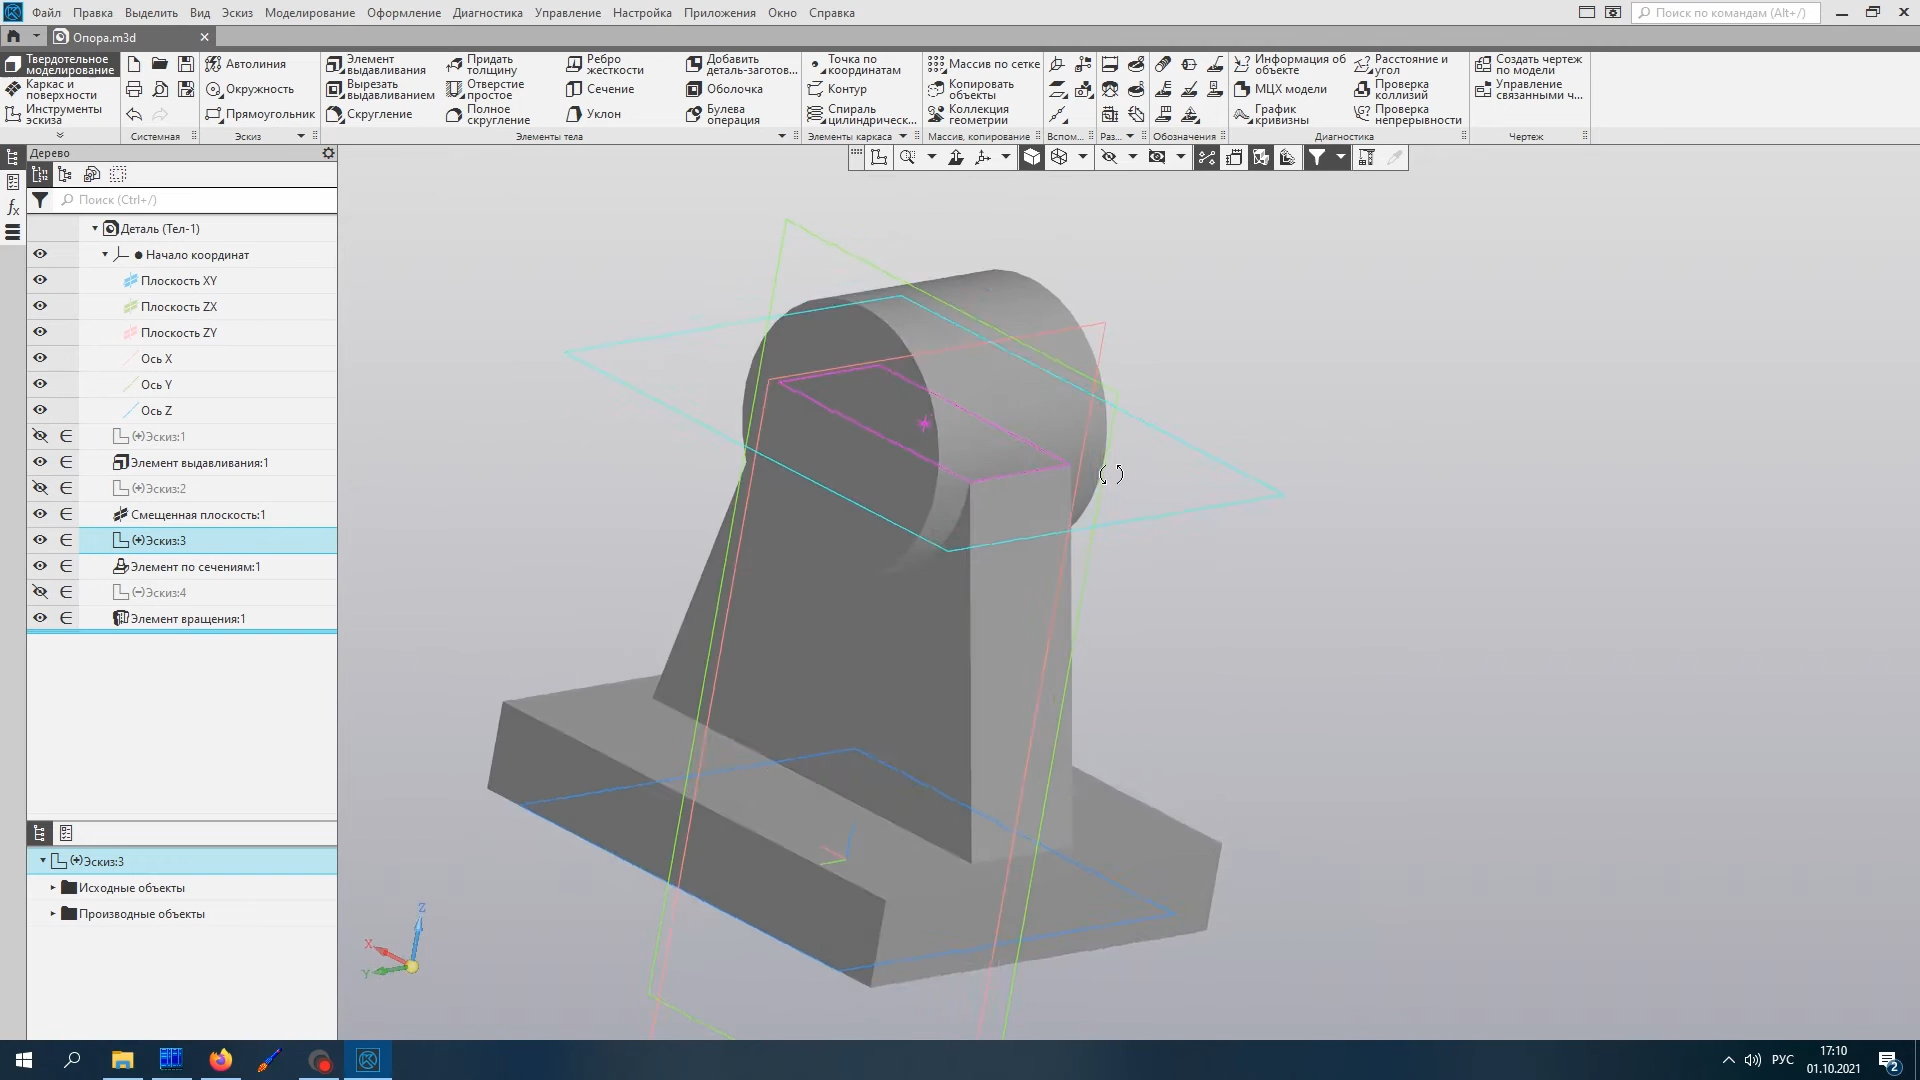 Файл Правка Выделить Вид Эскиз Моделирование Оформление Диагностика Управление Настройка Приложения Окно Справка
Поиск по командам (Alt+/)
Опора.m3d
Твердотельное моделирование
Каркас и поверхности
Инструменты эскиза
Системная
Автолиния
Окружность
Прямоугольник
Эскиз
Элемент выдавливания
Вырезать выдавливанием
Скругление
Придать толщину
Отверстие простое
Полное скругление
Ребро жесткости
Сечение
Уклон
Добавить деталь-заготов...
Оболочка
Булева операция
Элементы тела
Точка по координатам
Контур
Спираль цилиндрическ...
Элементы каркаса
Массив по сетке
Копировать объекты
Коллекция геометрии
Массив, копирование
Вспом...
Раз...
Обозначения
Информация об объекте
МЦХ модели
График кривизны
Расстояние и угол
Проверка коллизий
Проверка непрерывности
Диагностика
Создать чертеж по модели
Управление связанными ч...
Чертеж
Дерево
Поиск (Ctrl+/)
Деталь (Тел-1)
Начало координат
Плоскость XY
Плоскость ZX
Плоскость ZY
Ось X
Ось Y
Ось Z
(+)Эскиз:1
Элемент выдавливания:1
(+)Эскиз:2
Смещенная плоскость:1
(+)Эскиз:3
Элемент по сечениям:1
(−)Эскиз:4
Элемент вращения:1
(+)Эскиз:3
Исходные объекты
Производные объекты
Z
X
Y
РУС
17:10
01.10.2021
2